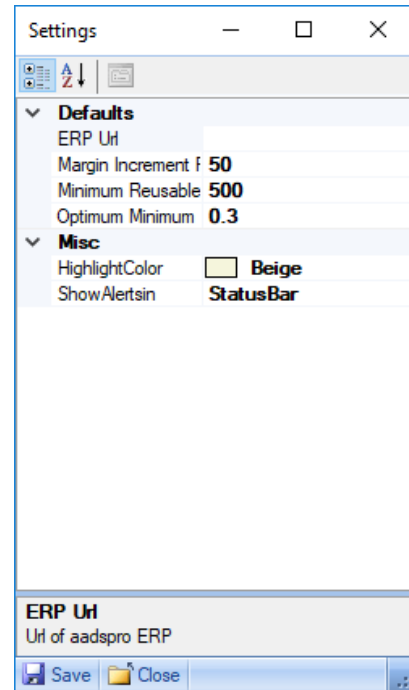 Settings
Defaults
ERP Url
Margin Increment F 50
Minimum Reusable 500
Optimum Minimum 0.3
Misc
HighlightColor Beige
ShowAlertsin StatusBar
ERP Url
Url of aadspro ERP
Save Close